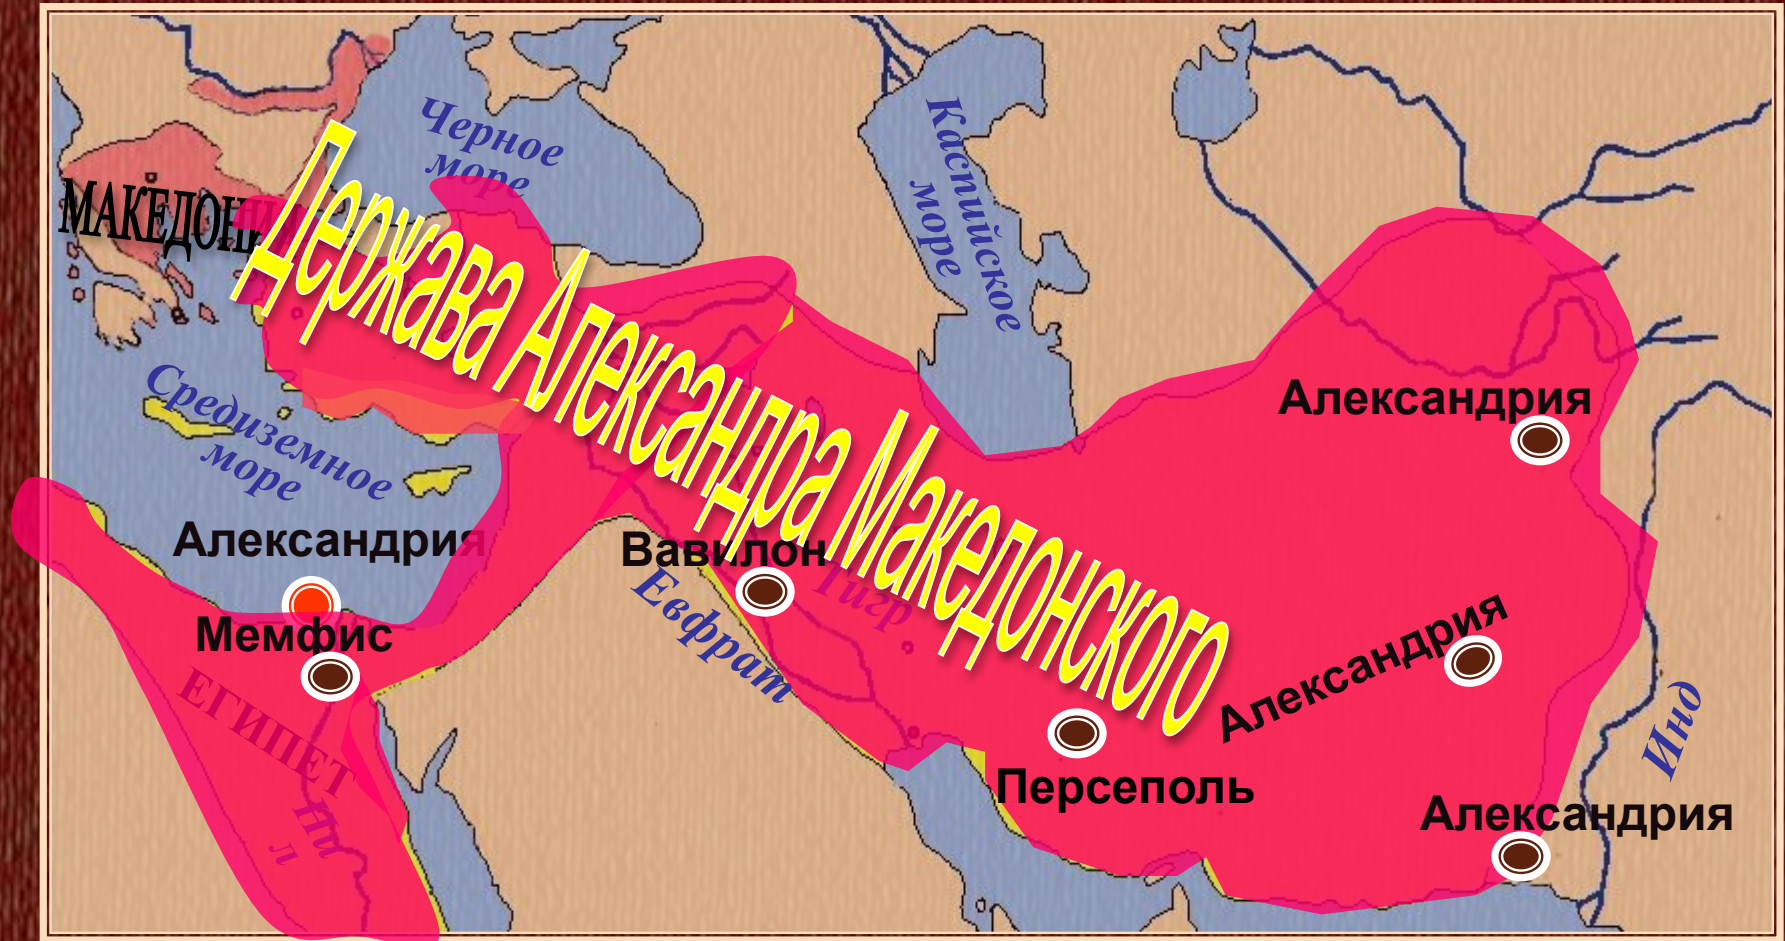 Черное
море
Каспийское
море
МАКЕДОНИЯ
Держава Александра Македонского
Средиземное
море
Александрия
Александрия
Вавилон
Тигр
Евфрат
Мемфис
ЕГИПЕТ
Ни
л
Александрия
Инд
Персеполь
Александрия